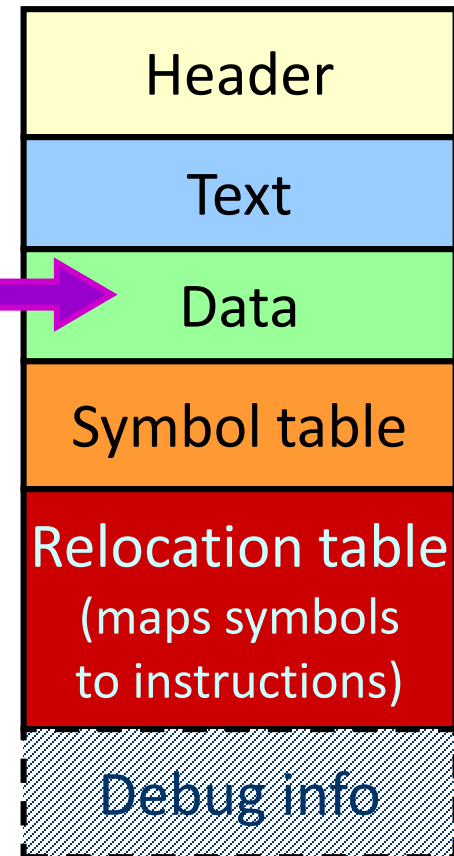 Header
Text
Data
Symbol table
Relocation table
(maps symbols
to instructions)
Debug info